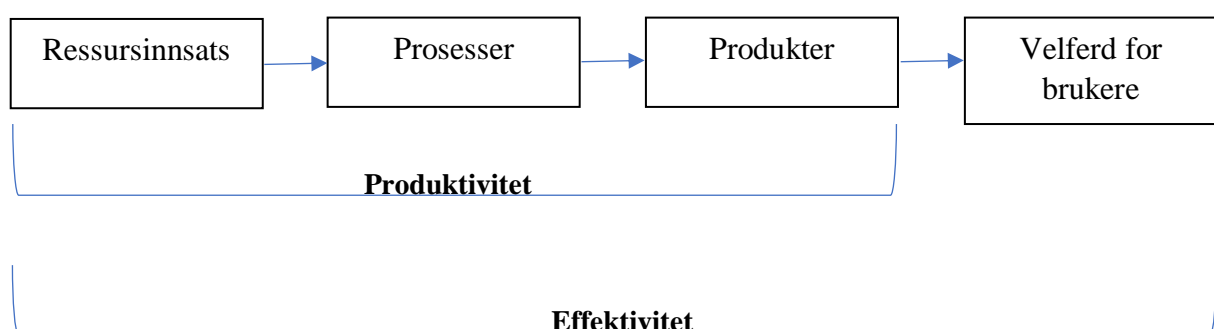 Ressursinnsats
Prosesser
Produkter
Velferd for
brukere
Produktivitet
Effektivitet